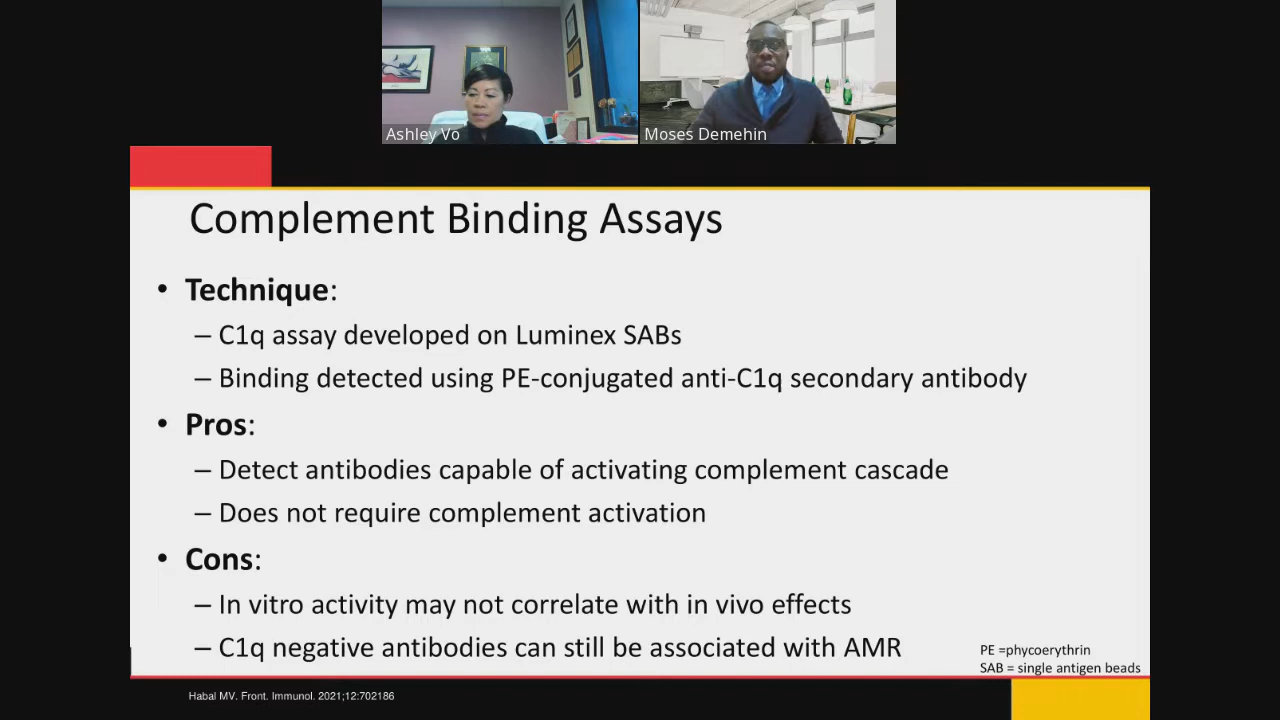 Ashley Vo
Moses Demehin
Complement Binding Assays
• Technique:
– C1q assay developed on Luminex SABs
– Binding detected using PE-conjugated anti-C1q secondary antibody
• Pros:
– Detect antibodies capable of activating complement cascade
– Does not require complement activation
• Cons:
– In vitro activity may not correlate with in vivo effects
– C1q negative antibodies can still be associated with AMR
PE =phycoerythrin
SAB = single antigen beads
Habal MV. Front. Immunol. 2021;12:702186